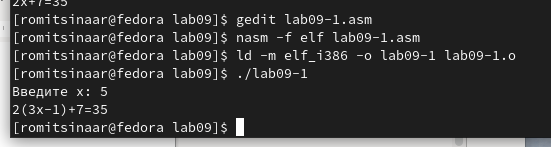 2x+7=35
[romitsinaar@fedora lab09]$ gedit lab09-1.asm
[romitsinaar@fedora lab09]$ nasm -f elf lab09-1.asm
[romitsinaar@fedora lab09]$ ld -m elf_i386 -o lab09-1 lab09-1.o
[romitsinaar@fedora lab09]$ ./lab09-1
Введите x: 5
2(3x-1)+7=35
[romitsinaar@fedora lab09]$